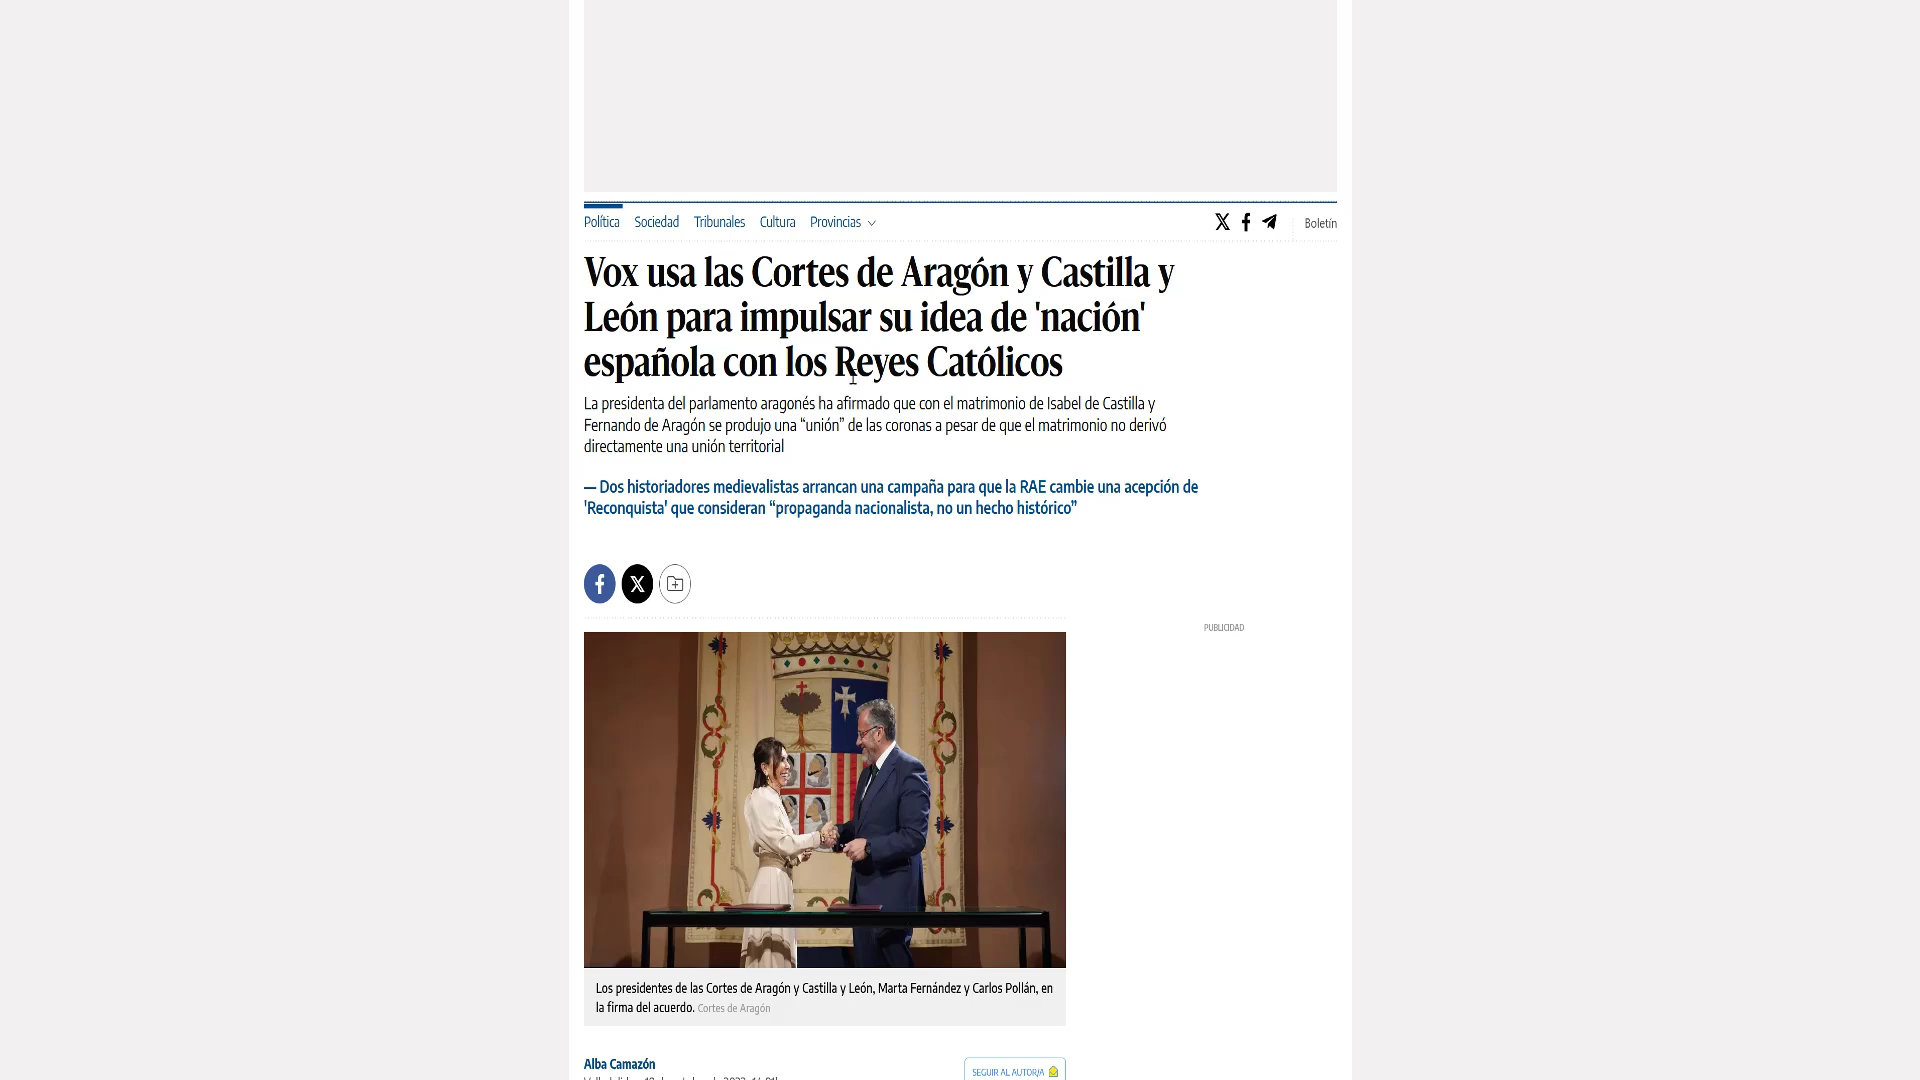 Política Sociedad Tribunales Cultura Provincias Boletín
Vox usa las Cortes de Aragón y Castilla y
León para impulsar su idea de 'nación'
española con los Reyes Católicos
La presidenta del parlamento aragonés ha afirmado que con el matrimonio de Isabel de Castilla y
Fernando de Aragón se produjo una “unión” de las coronas a pesar de que el matrimonio no derivó
directamente una unión territorial
— Dos historiadores medievalistas arrancan una campaña para que la RAE cambie una acepción de
'Reconquista' que consideran “propaganda nacionalista, no un hecho histórico”
PUBLICIDAD
Los presidentes de las Cortes de Aragón y Castilla y León, Marta Fernández y Carlos Pollán, en
la firma del acuerdo. Cortes de Aragón
Alba Camazón
SEGUIR AL AUTOR/A